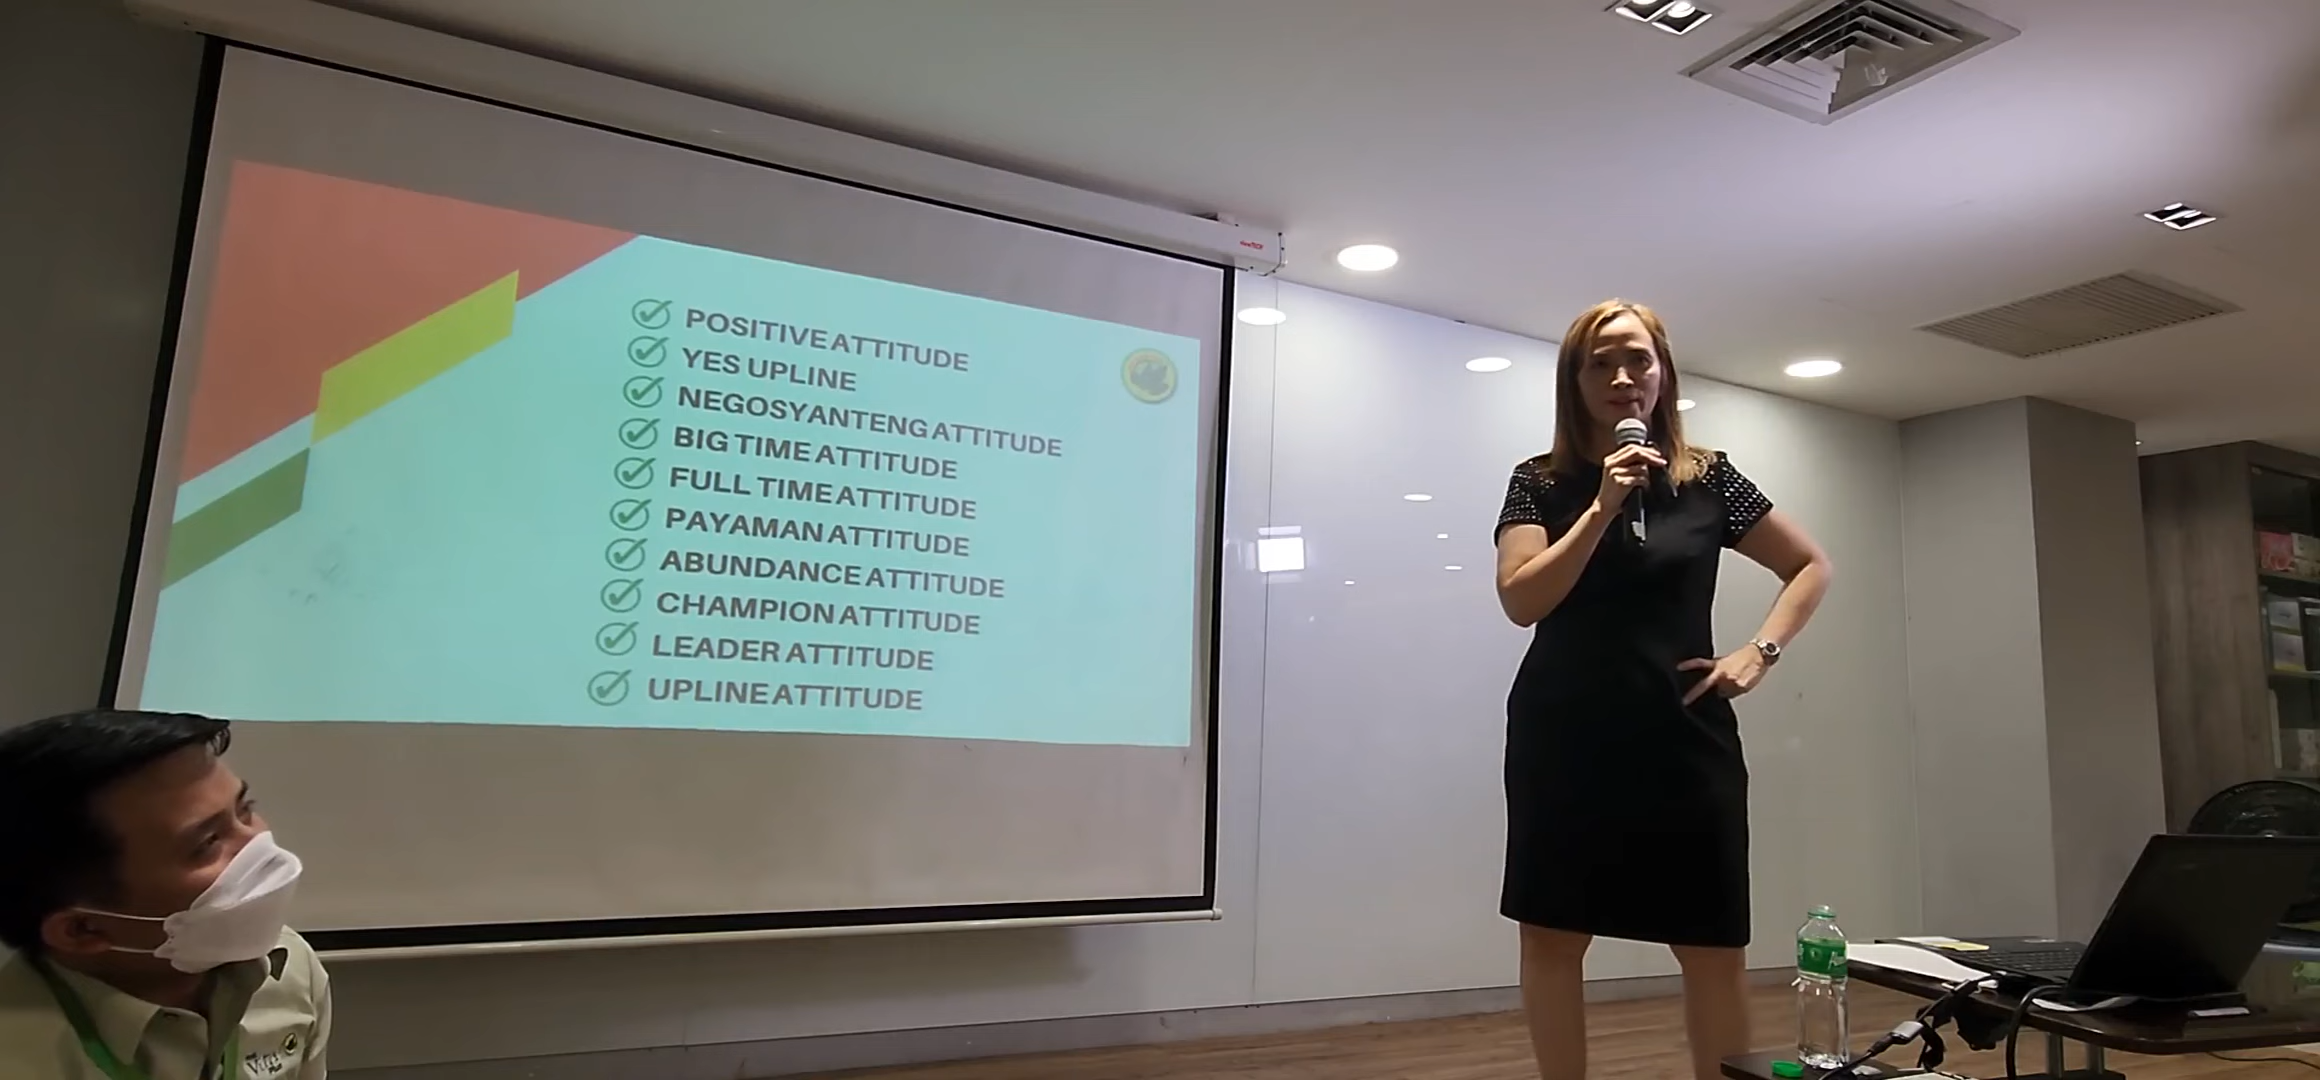 POSITIVE ATTITUDE
YES UPLINE
NEGOSYANTENG ATTITUDE
BIG TIME ATTITUDE
FULL TIME ATTITUDE
PAYAMAN ATTITUDE
ABUNDANCE ATTITUDE
CHAMPION ATTITUDE
LEADER ATTITUDE
UPLINE ATTITUDE